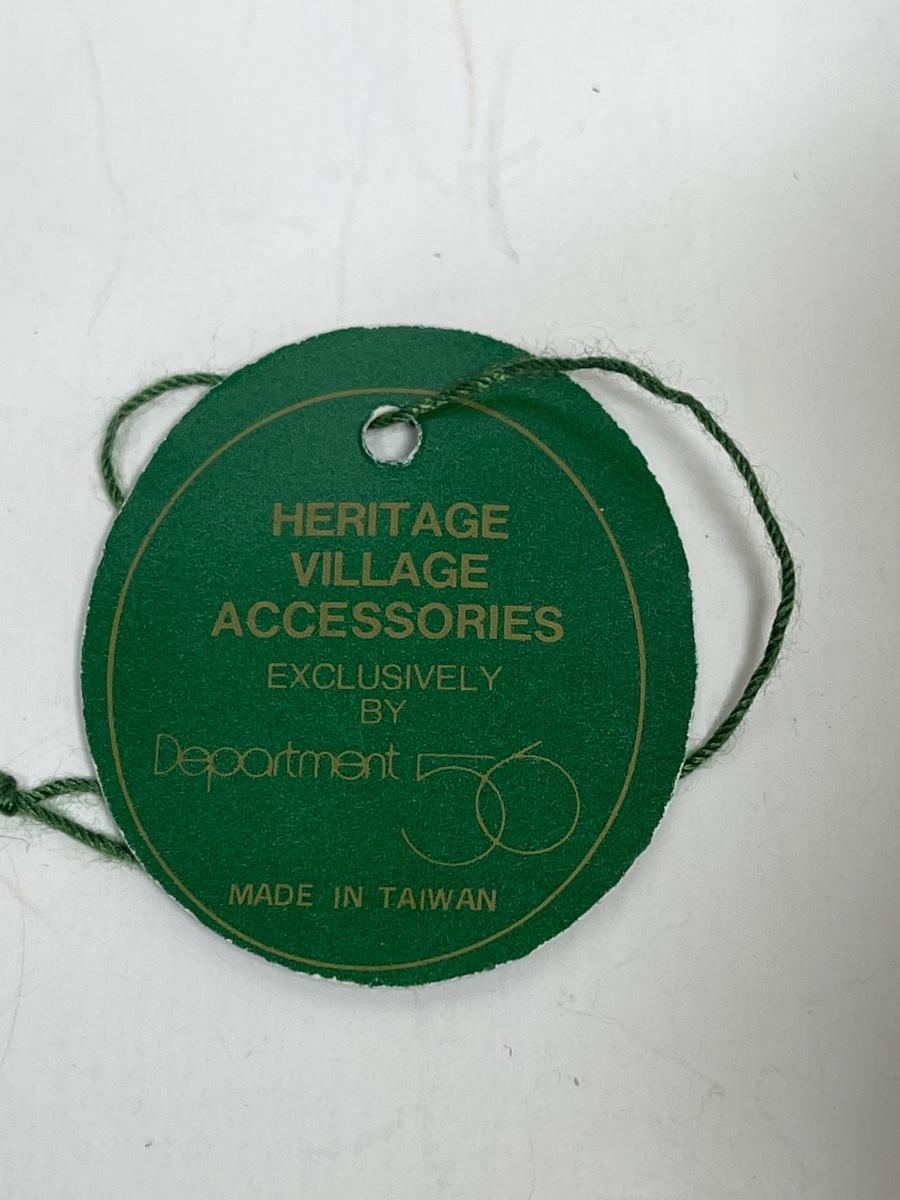 HERITAGE
VILLAGE
ACCESSORIES
EXCLUSIVELY
BY
Department 56
MADE IN TAIWAN